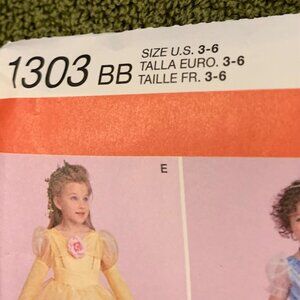 1303 BB
SIZE U.S. 3-6
TALLA EURO. 3-6
TAILLE FR. 3-6
E